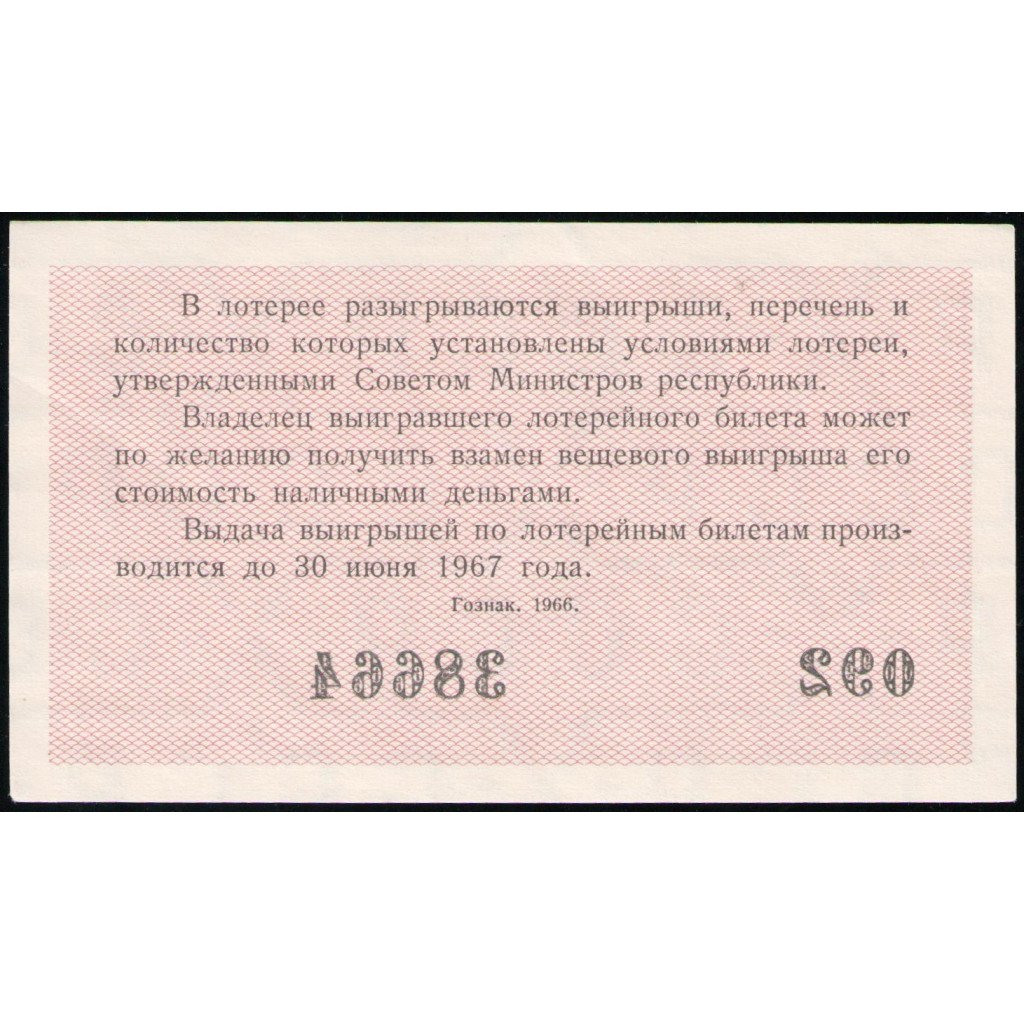 В лотерее разыгрываются выигрыши, перечень и
количество которых установлены условиями лотереи,
утвержденными Советом Министров республики.
Владелец выигравшего лотерейного билета может
по желанию получить взамен вещевого выигрыша его
стоимость наличными деньгами.
Выдача выигрышей по лотерейным билетам произ-
водится до 30 июня 1967 года.
Гознак. 1966.
38664 092